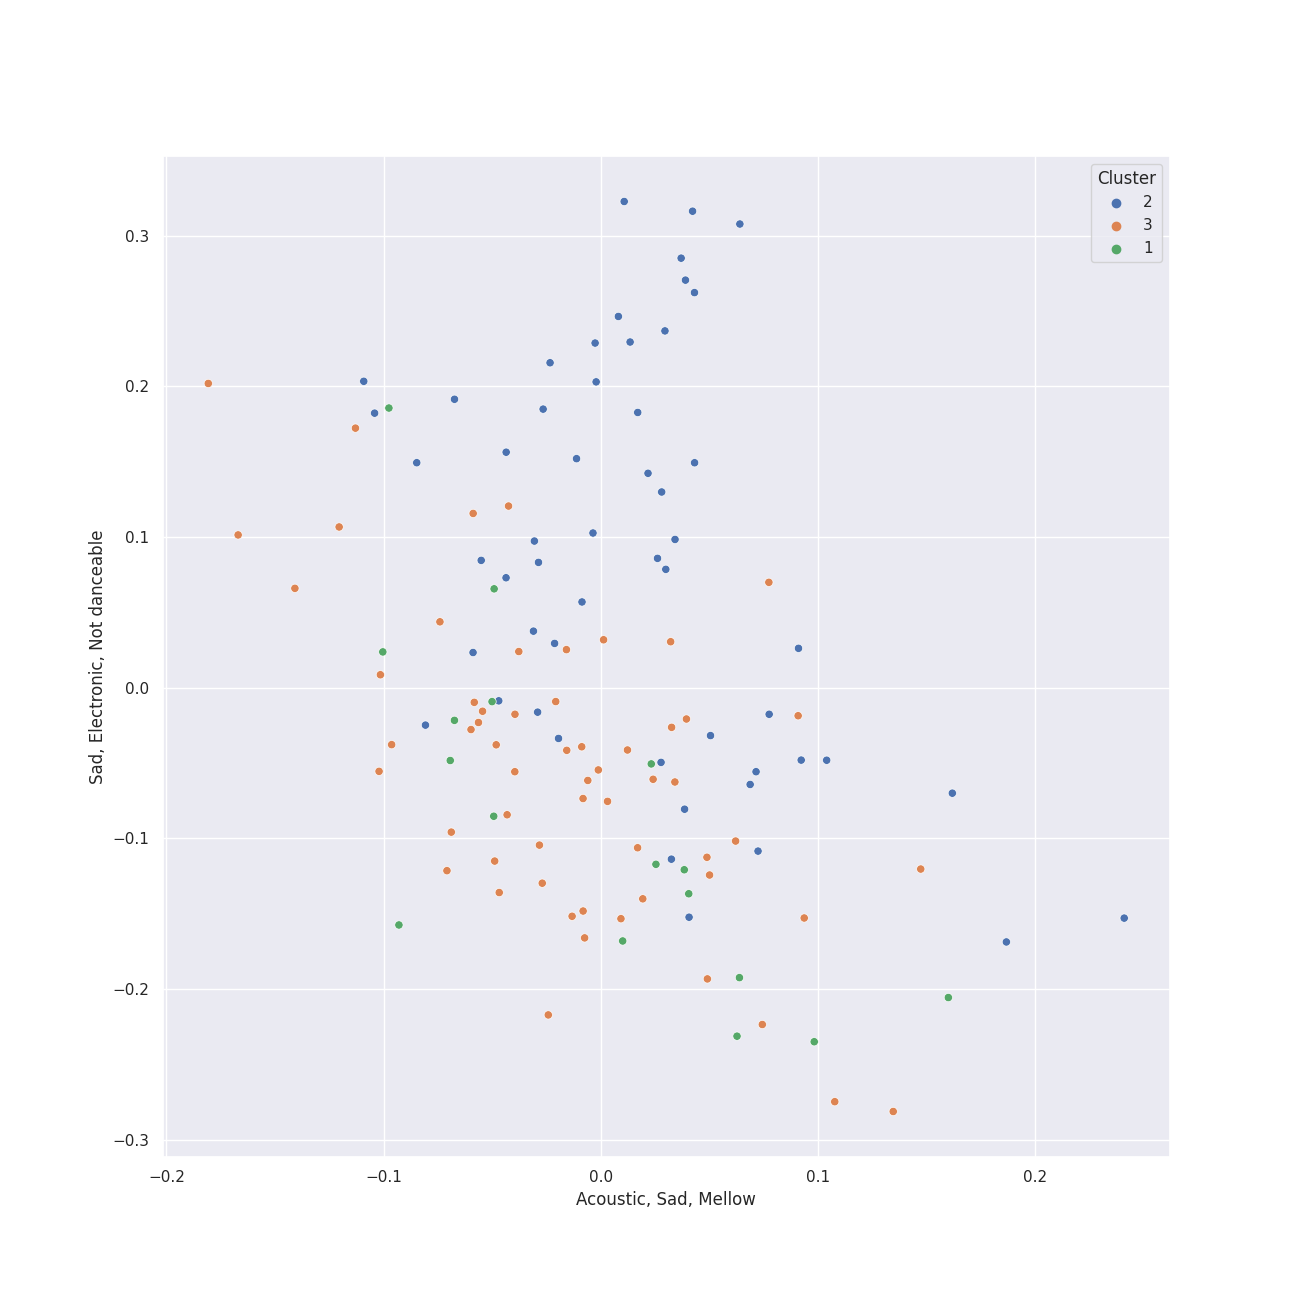 Cluster
2
3
1
0.3
0.2
0.1
0.0
−0.1
−0.2
−0.3
Sad, Electronic, Not danceable
−0.2 −0.1 0.0 0.1 0.2
Acoustic, Sad, Mellow